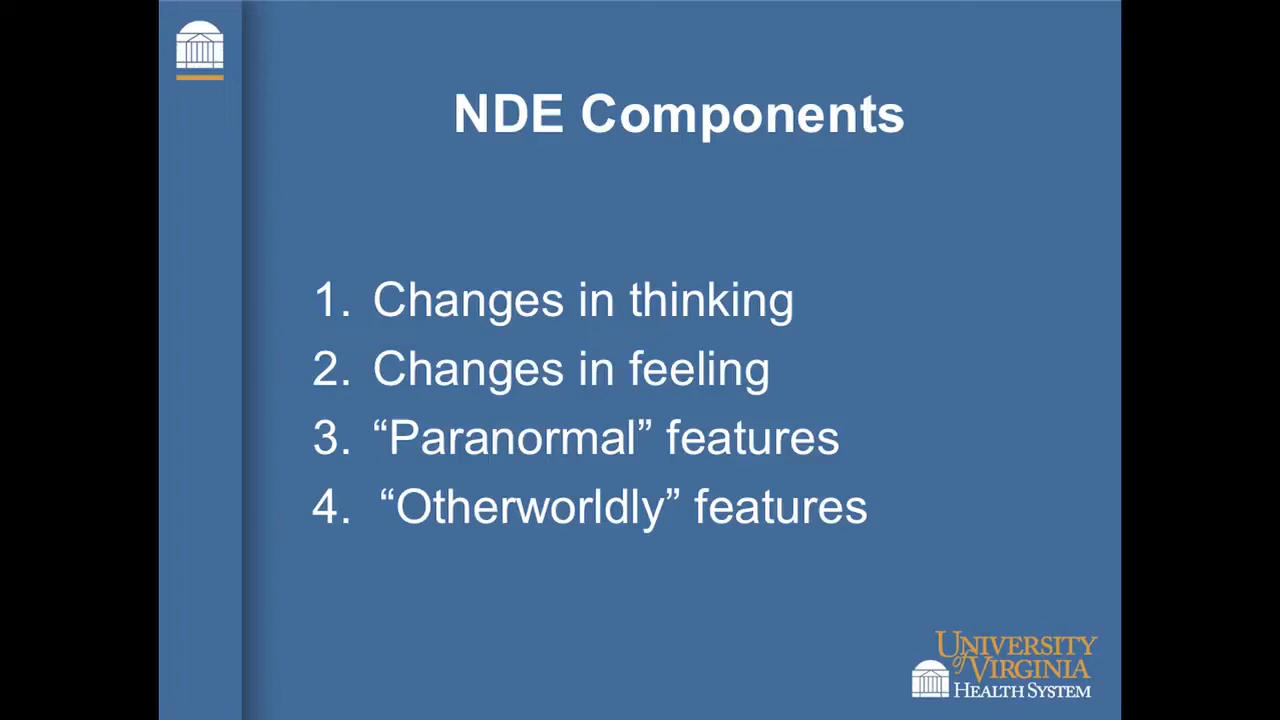 NDE Components
1. Changes in thinking
2. Changes in feeling
3. “Paranormal” features
4. “Otherworldly” features
UNIVERSITY
of VIRGINIA
HEALTH SYSTEM